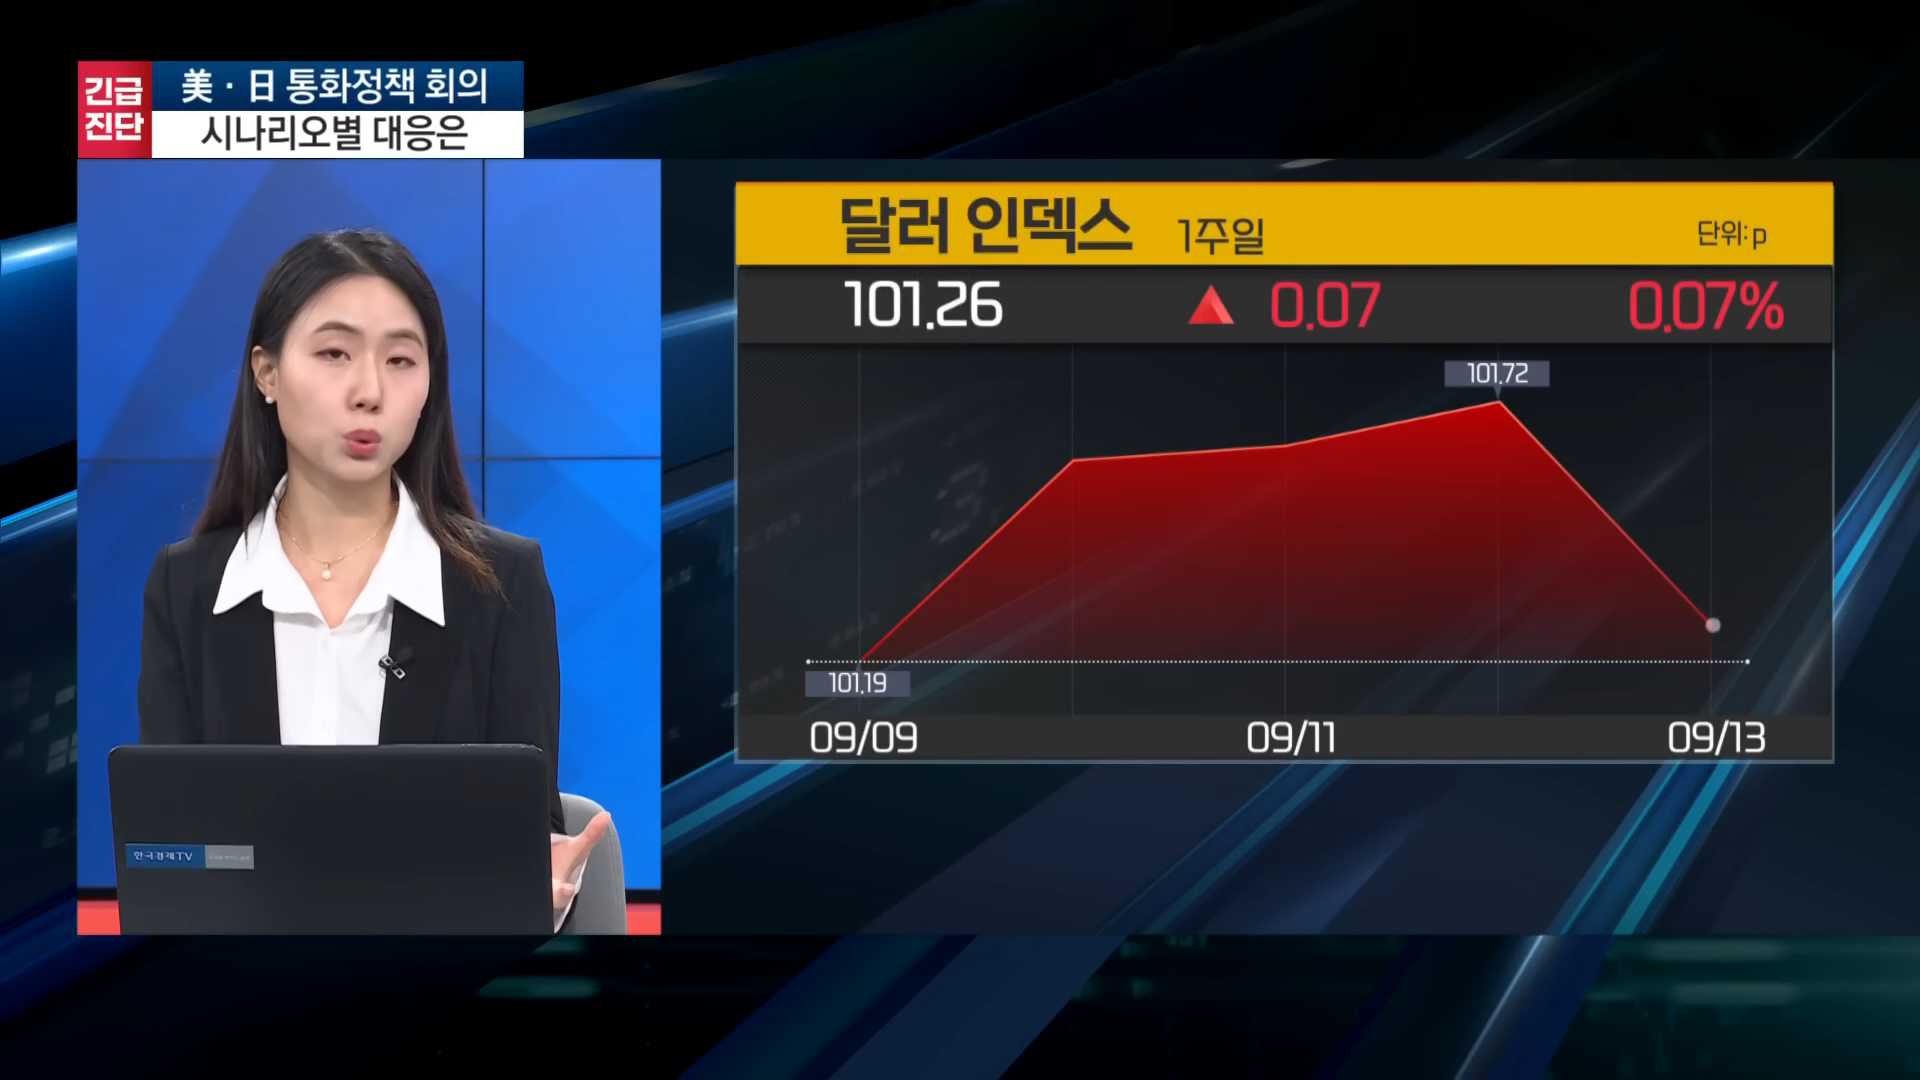 긴급
진단
美 · 日 통화정책 회의
시나리오별 대응은
달러 인덱스 1주일 단위:p
101.26 ▲ 0.07 0.07%
101.72
101.19
09/09 09/11 09/13
한국경제TV